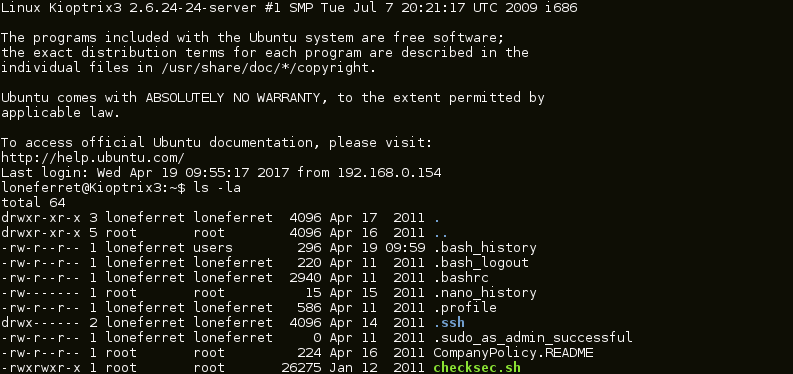 Linux Kioptrix3 2.6.24-24-server #1 SMP Tue Jul 7 20:21:17 UTC 2009 i686
The programs included with the Ubuntu system are free software;
the exact distribution terms for each program are described in the
individual files in /usr/share/doc/*/copyright.
Ubuntu comes with ABSOLUTELY NO WARRANTY, to the extent permitted by
applicable law.
To access official Ubuntu documentation, please visit:
http://help.ubuntu.com/
Last login: Wed Apr 19 09:55:17 2017 from 192.168.0.154
loneferret@Kioptrix3:~$ ls -la
total 64
drwxr-xr-x 3 loneferret loneferret  4096 Apr 17  2011 .
drwxr-xr-x 5 root       root        4096 Apr 16  2011 ..
-rw-r--r-- 1 loneferret users        296 Apr 19 09:59 .bash_history
-rw-r--r-- 1 loneferret loneferret   220 Apr 11  2011 .bash_logout
-rw-r--r-- 1 loneferret loneferret  2940 Apr 11  2011 .bashrc
-rw------- 1 root       root          15 Apr 15  2011 .nano_history
-rw-r--r-- 1 loneferret loneferret   586 Apr 11  2011 .profile
drwx------ 2 loneferret loneferret  4096 Apr 14  2011 .ssh
-rw-r--r-- 1 loneferret loneferret     0 Apr 11  2011 .sudo_as_admin_successful
-rw-r--r-- 1 root       root         224 Apr 16  2011 CompanyPolicy.README
-rwxrwxr-x 1 root       root       26275 Jan 12  2011 checksec.sh